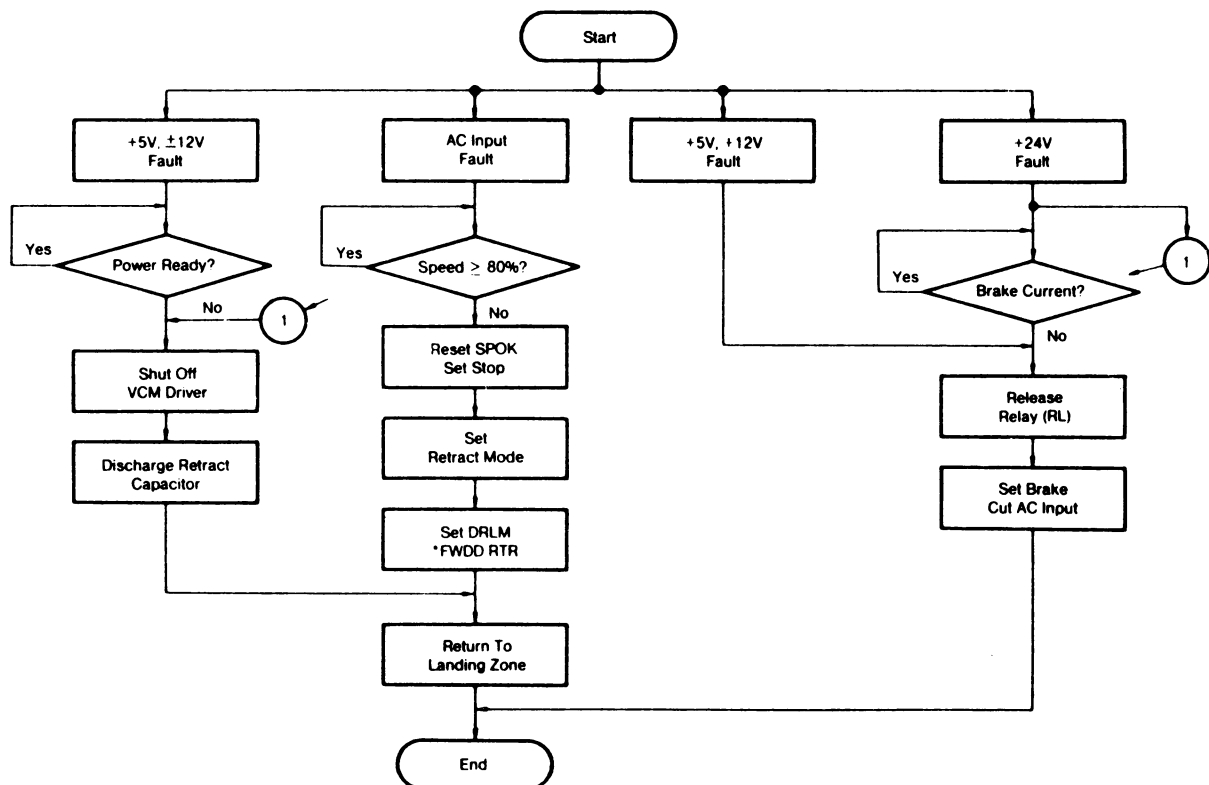 Start
+5V, ±12V
Fault
AC Input
Fault
+5V, +12V
Fault
+24V
Fault
Yes
Power Ready?
No
1
Shut Off
VCM Driver
Discharge Retract
Capacitor
Yes
Speed ≥ 80%?
No
Reset SPOK
Set Stop
Set
Retract Mode
Set DRLM
*FWDD RTR
Return To
Landing Zone
1
Yes
Brake Current?
No
Release
Relay (RL)
Set Brake
Cut AC Input
End